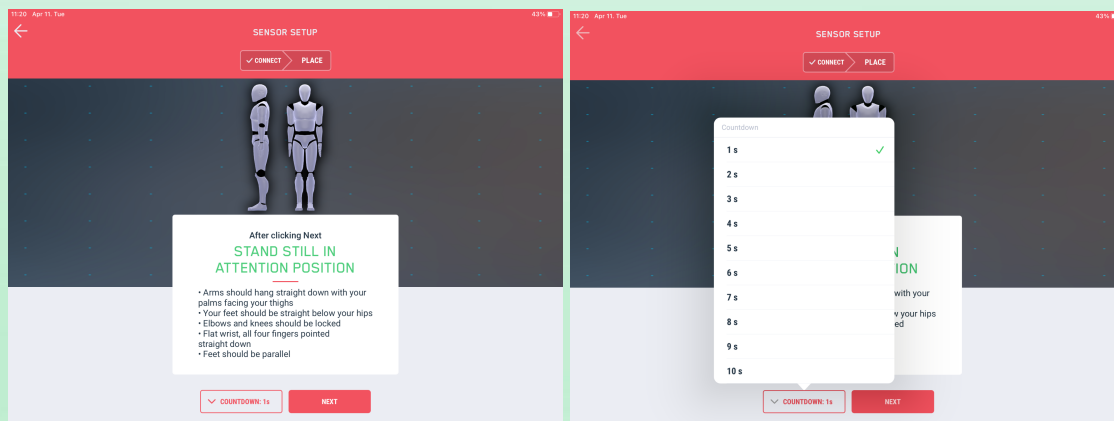 11:20 Apr 11. Tue 43%
SENSOR SETUP
CONNECT PLACE
After clicking Next
STAND STILL IN
ATTENTION POSITION
• Arms should hang straight down with your
palms facing your thighs
• Your feet should be straight below your hips
• Elbows and knees should be locked
• Flat wrist, all four fingers pointed
straight down
• Feet should be parallel
COUNTDOWN: 1s NEXT
11:20 Apr 11. Tue 43%
SENSOR SETUP
CONNECT PLACE
Countdown
1 s
2 s
3 s
4 s
5 s
6 s
7 s
8 s
9 s
10 s
N
ION
with your
w your hips
ed
COUNTDOWN: 1s NEXT